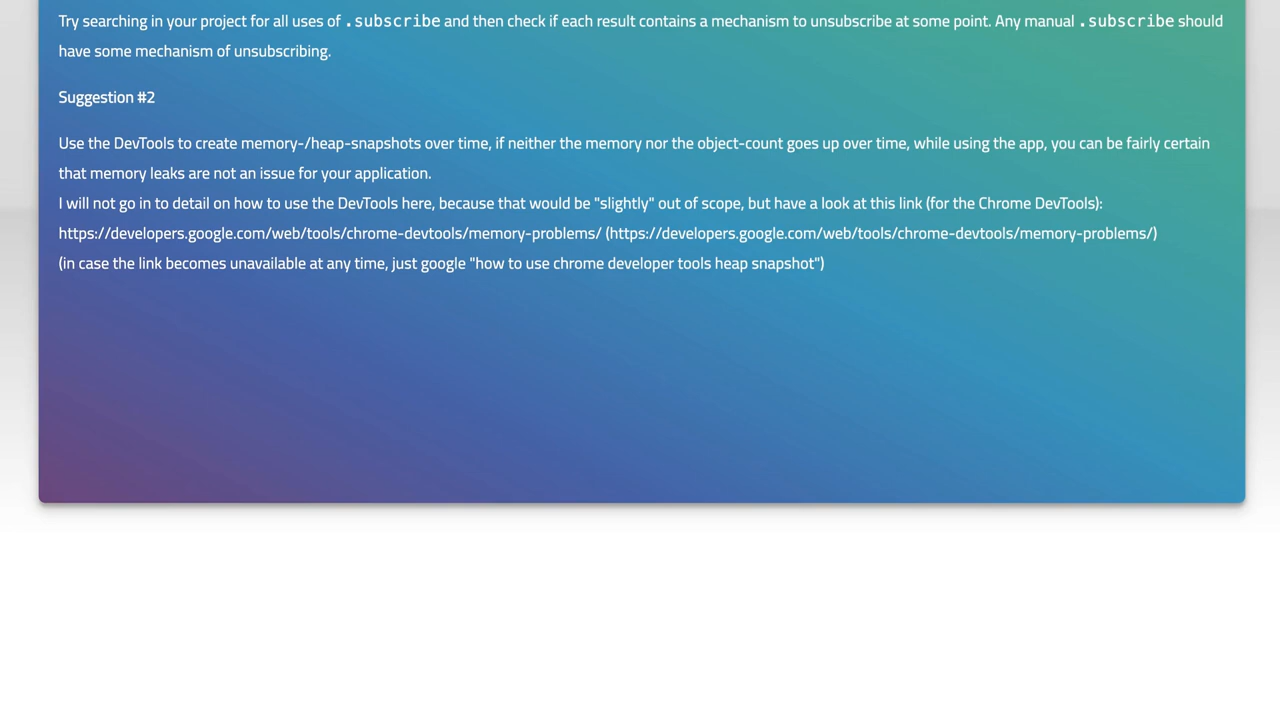 Try searching in your project for all uses of .subscribe and then check if each result contains a mechanism to unsubscribe at some point. Any manual .subscribe should
have some mechanism of unsubscribing.
Suggestion #2
Use the DevTools to create memory-/heap-snapshots over time, if neither the memory nor the object-count goes up over time, while using the app, you can be fairly certain
that memory leaks are not an issue for your application.
I will not go in to detail on how to use the DevTools here, because that would be "slightly" out of scope, but have a look at this link (for the Chrome DevTools):
https://developers.google.com/web/tools/chrome-devtools/memory-problems/ (https://developers.google.com/web/tools/chrome-devtools/memory-problems/)
(in case the link becomes unavailable at any time, just google "how to use chrome developer tools heap snapshot")